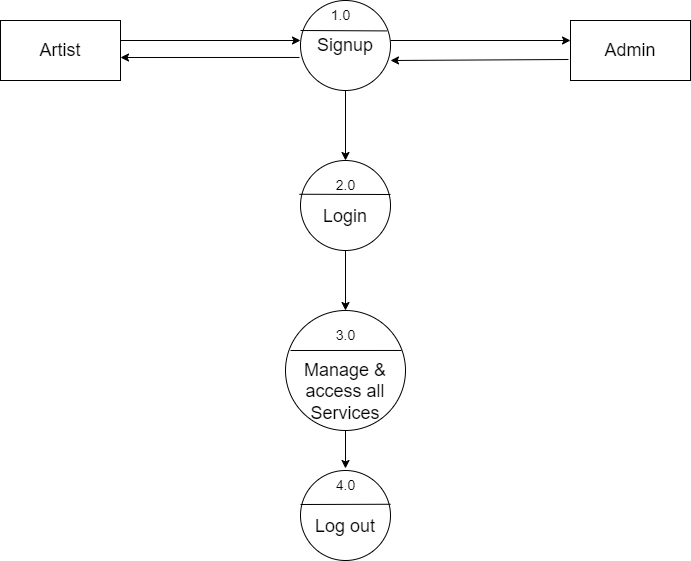 Artist
1.0
Signup
Admin
2.0
Login
3.0
Manage &
access all
Services
4.0
Log out